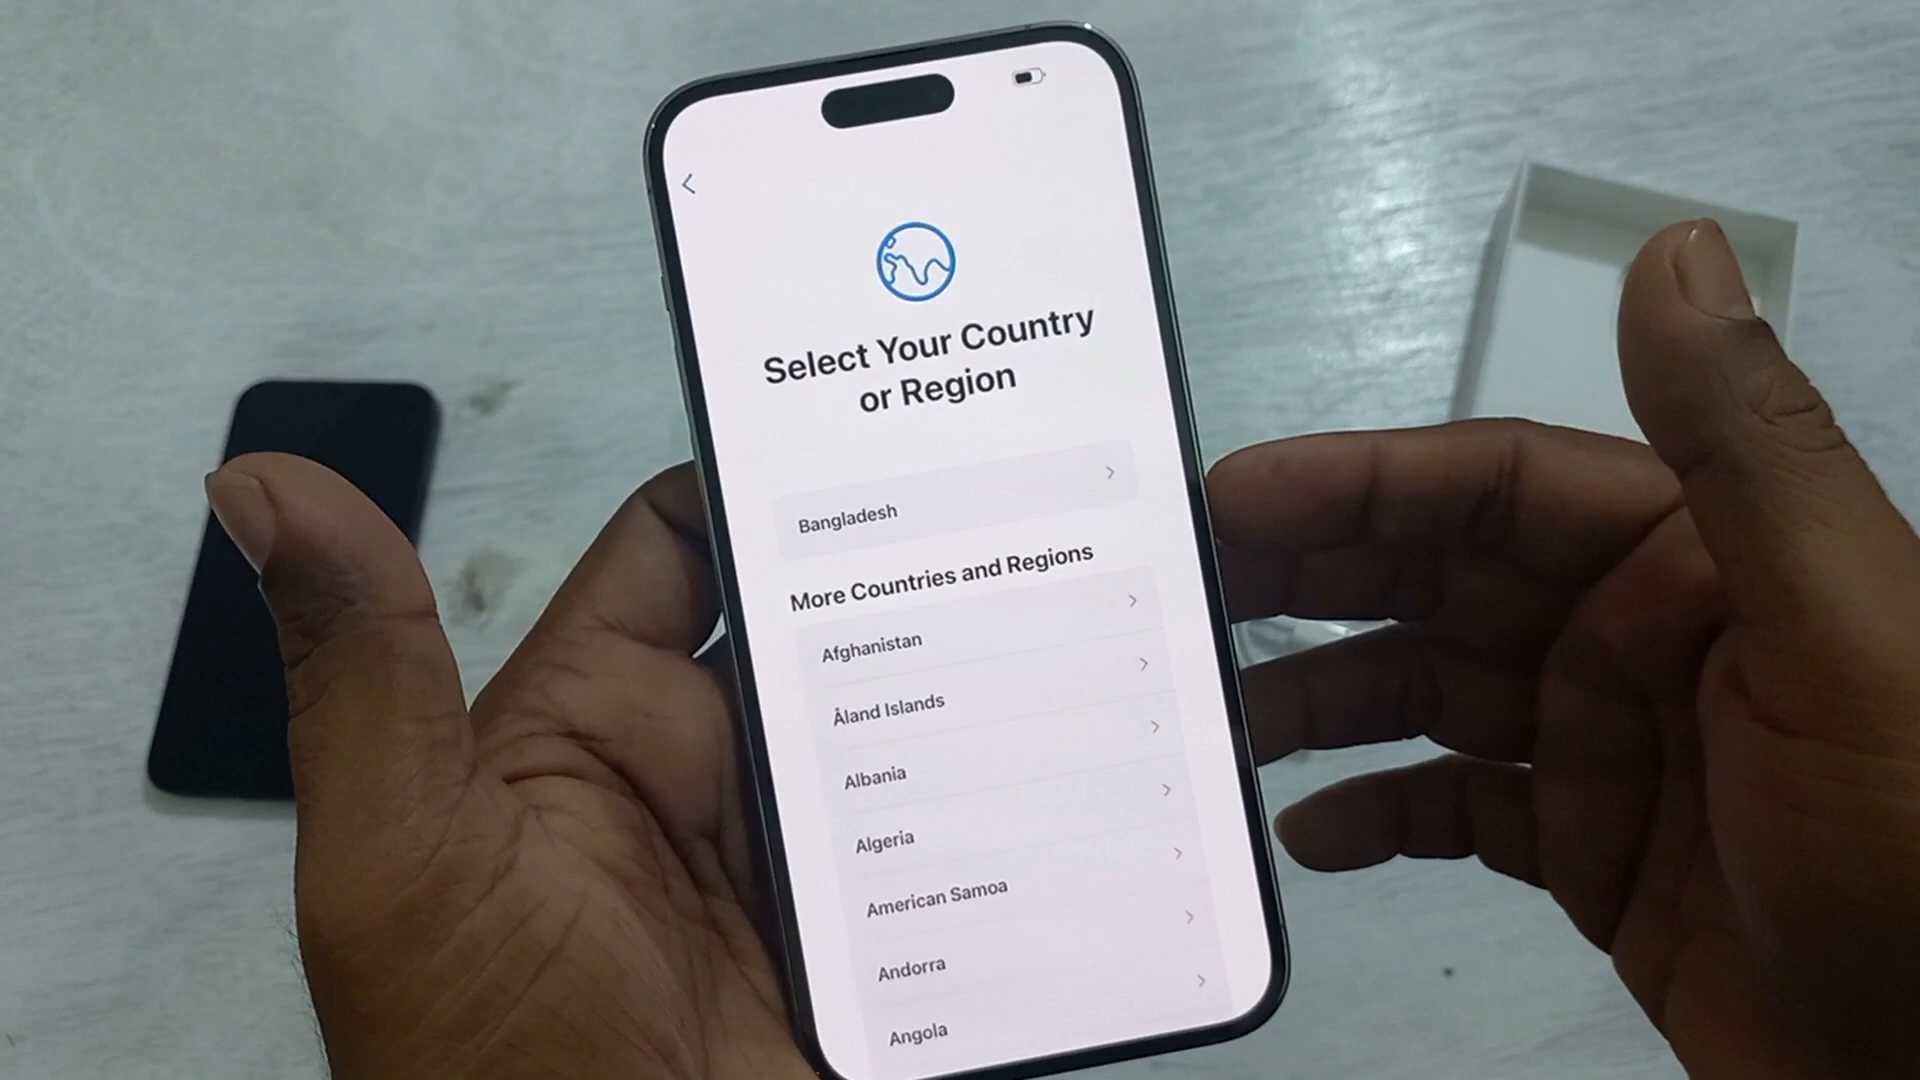 Select Your Country
or Region
Bangladesh
More Countries and Regions
Afghanistan
Åland Islands
Albania
Algeria
American Samoa
Andorra
Angola